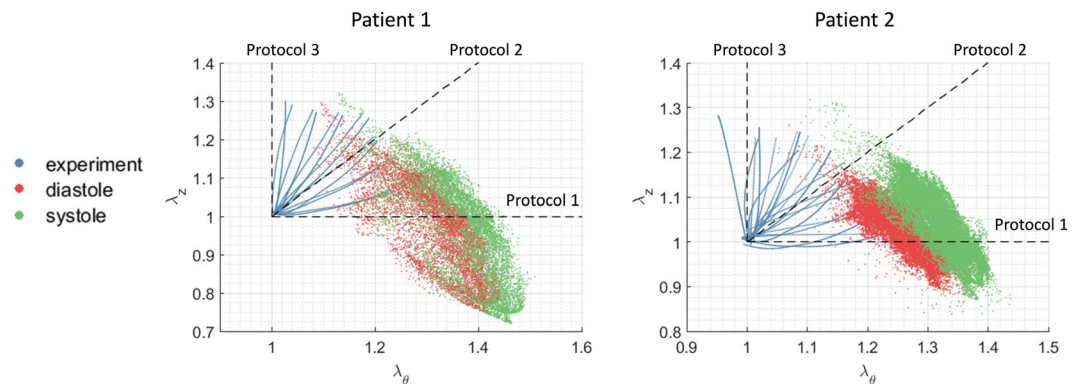 Patient 1
Patient 2
Protocol 3
Protocol 2
Protocol 3
Protocol 2
1.4
1.3
1.2
1.1
1
0.9
0.8
0.7
λz
Protocol 1
1 1.2 1.4 1.6
λθ
experiment
diastole
systole
1.4
1.3
1.2
1.1
1
0.9
0.8
λz
Protocol 1
0.9 1 1.1 1.2 1.3 1.4 1.5
λθ